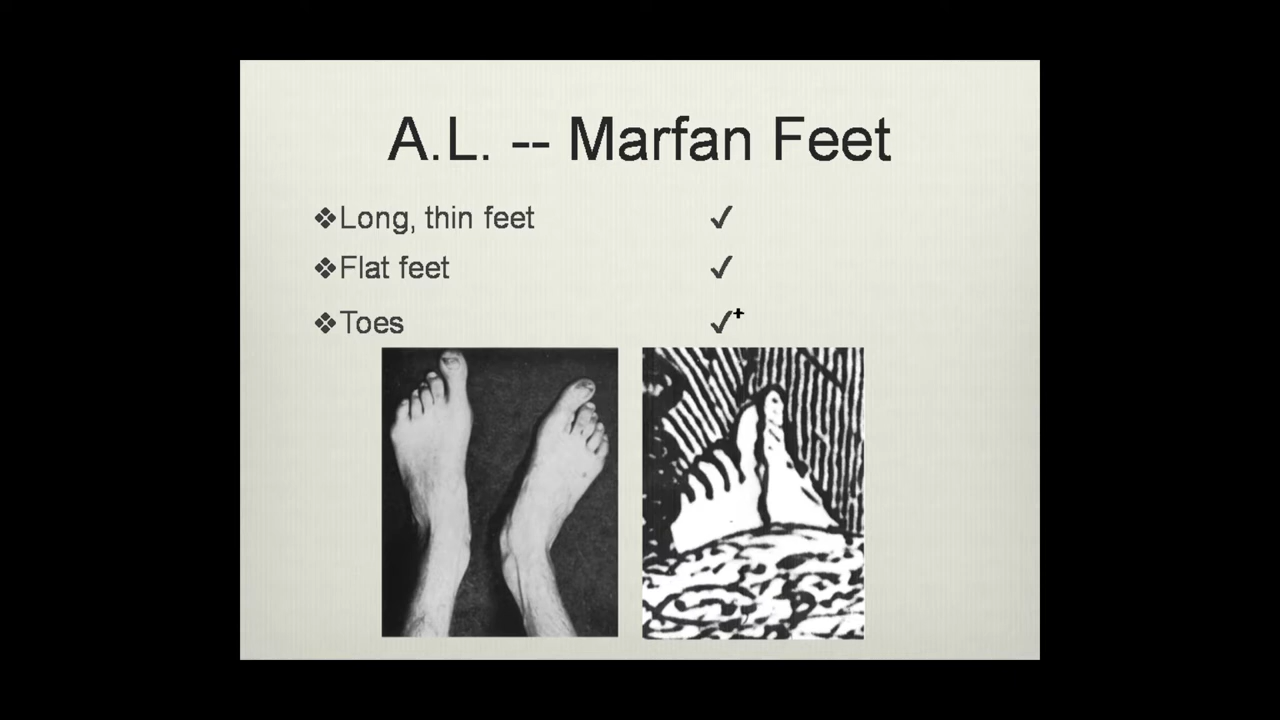 A.L. -- Marfan Feet
❖Long, thin feet ✓
❖Flat feet ✓
❖Toes ✓+